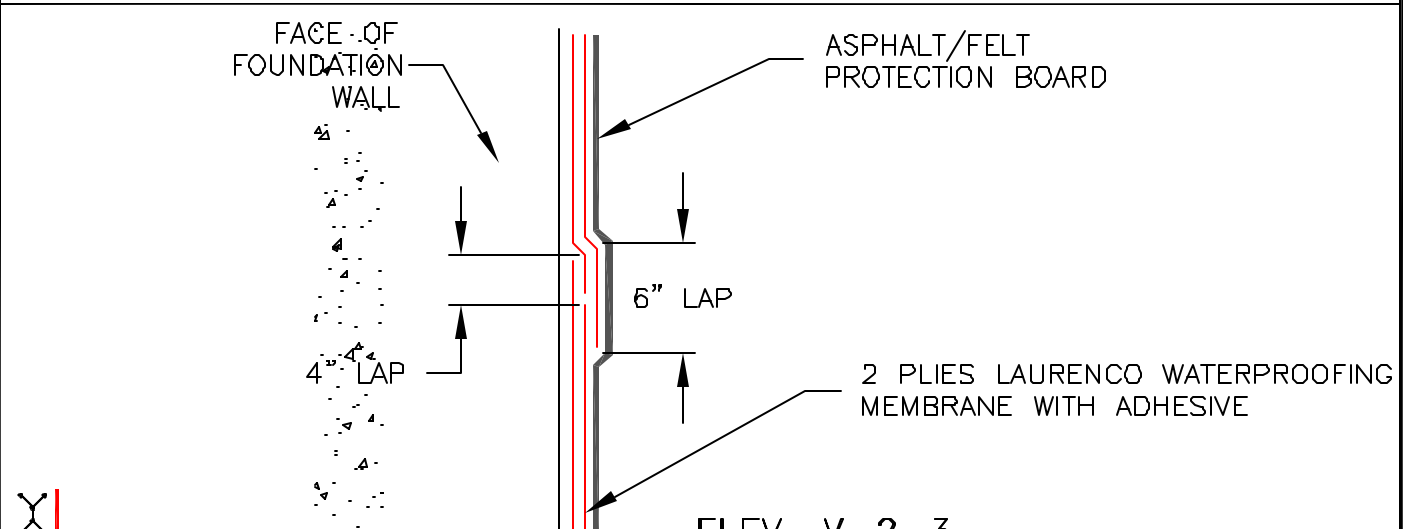 FACE OF
FOUNDATION
WALL
ASPHALT/FELT
PROTECTION BOARD
6" LAP
4" LAP
2 PLIES LAURENCO WATERPROOFING
MEMBRANE WITH ADHESIVE